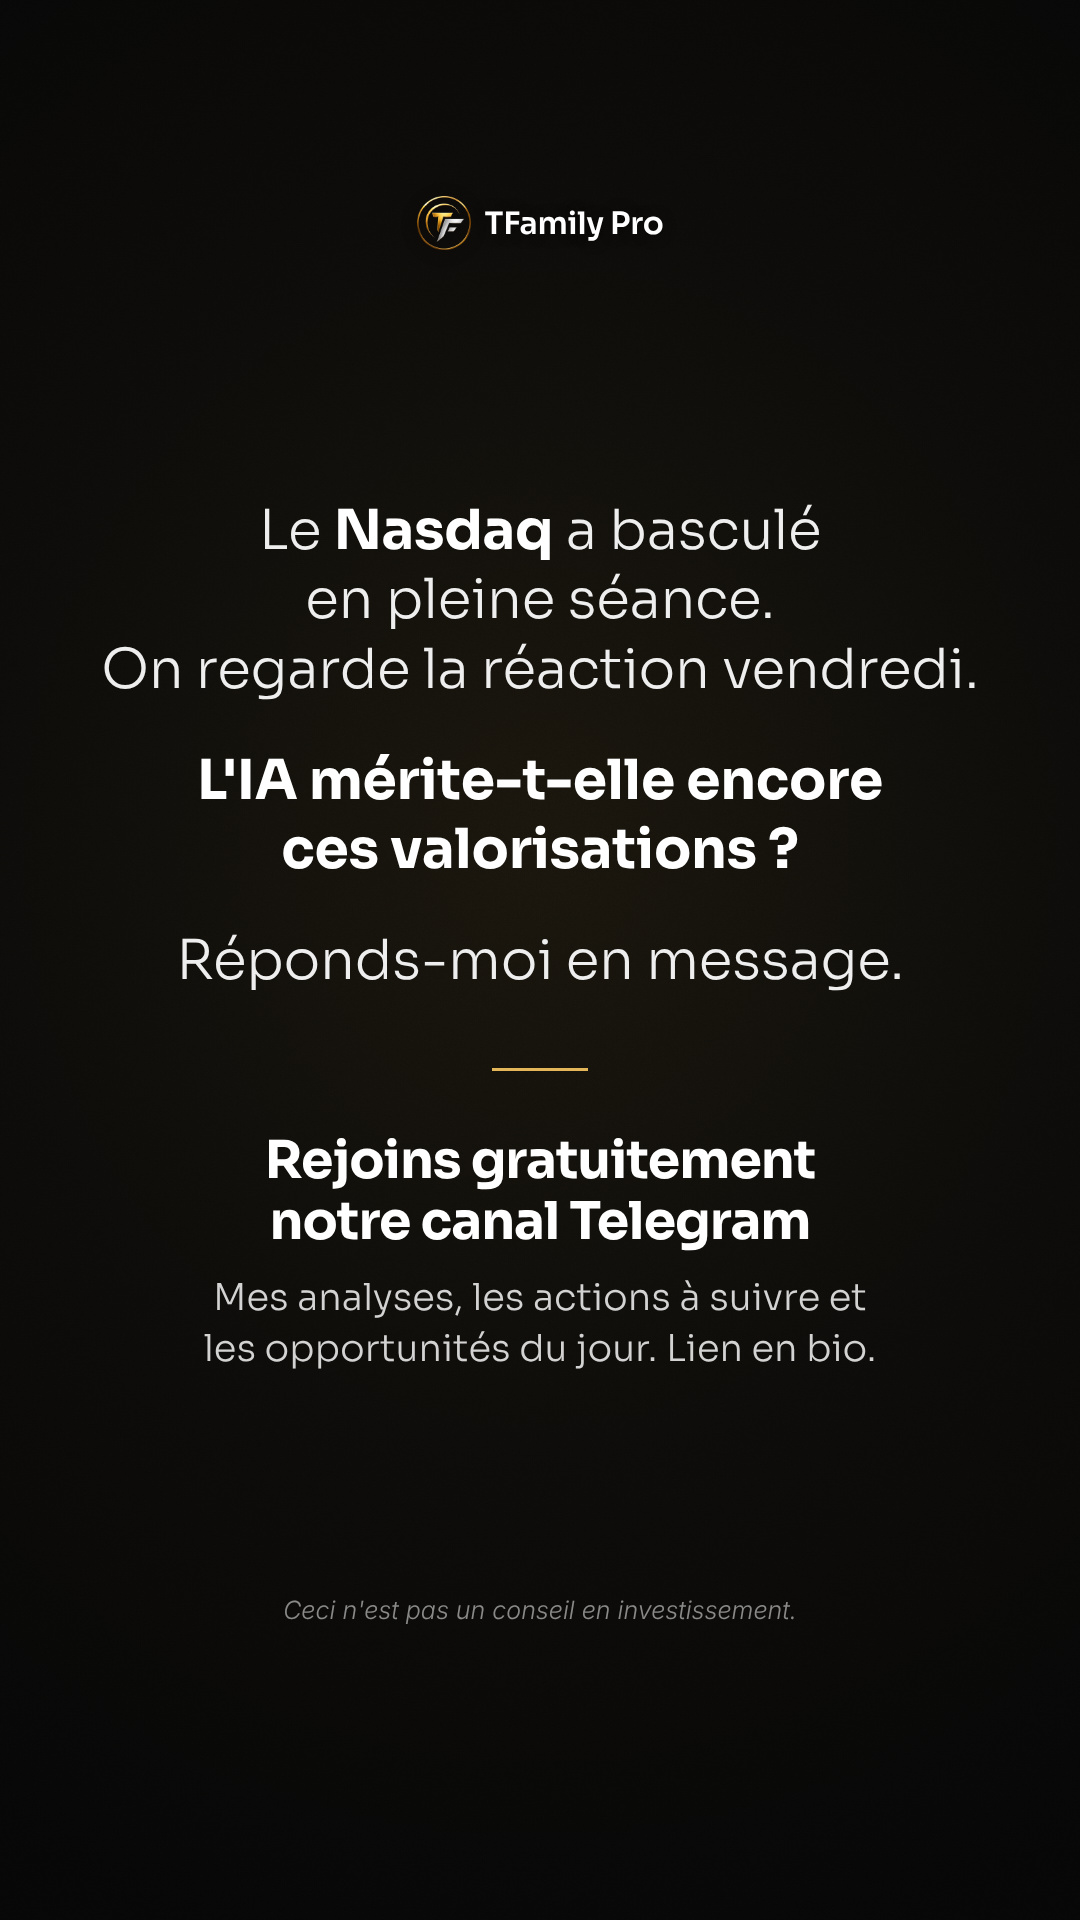 TF TFamily Pro
Le Nasdaq a basculé
en pleine séance.
On regarde la réaction vendredi.
L'IA mérite-t-elle encore
ces valorisations ?
Réponds-moi en message.
Rejoins gratuitement
notre canal Telegram
Mes analyses, les actions à suivre et
les opportunités du jour. Lien en bio.
Ceci n'est pas un conseil en investissement.